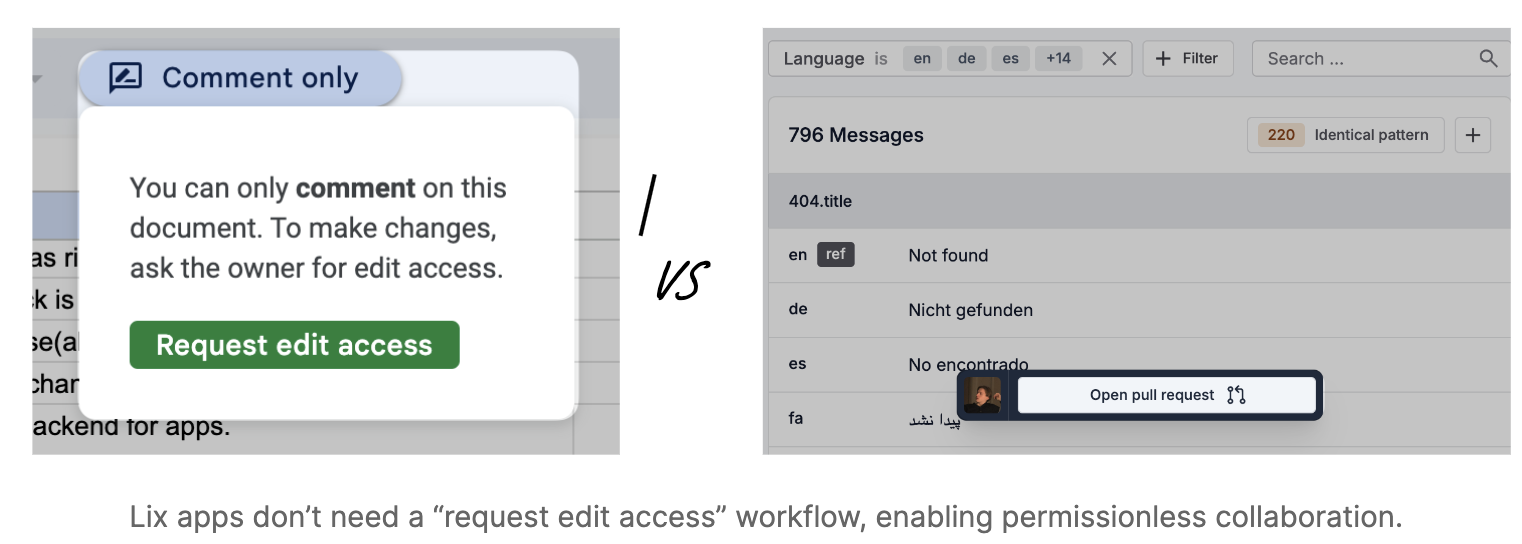 Comment only
You can only comment on this
document. To make changes,
ask the owner for edit access.
Request edit access
as ri
k is
se(al
char
ackend for apps.
vs
Language is en de es +14
Filter
Search ...
796 Messages
220 Identical pattern
404.title
en ref Not found
de Nicht gefunden
es No encontrado
Open pull request
fa پیدا نشد
Lix apps don’t need a “request edit access” workflow, enabling permissionless collaboration.